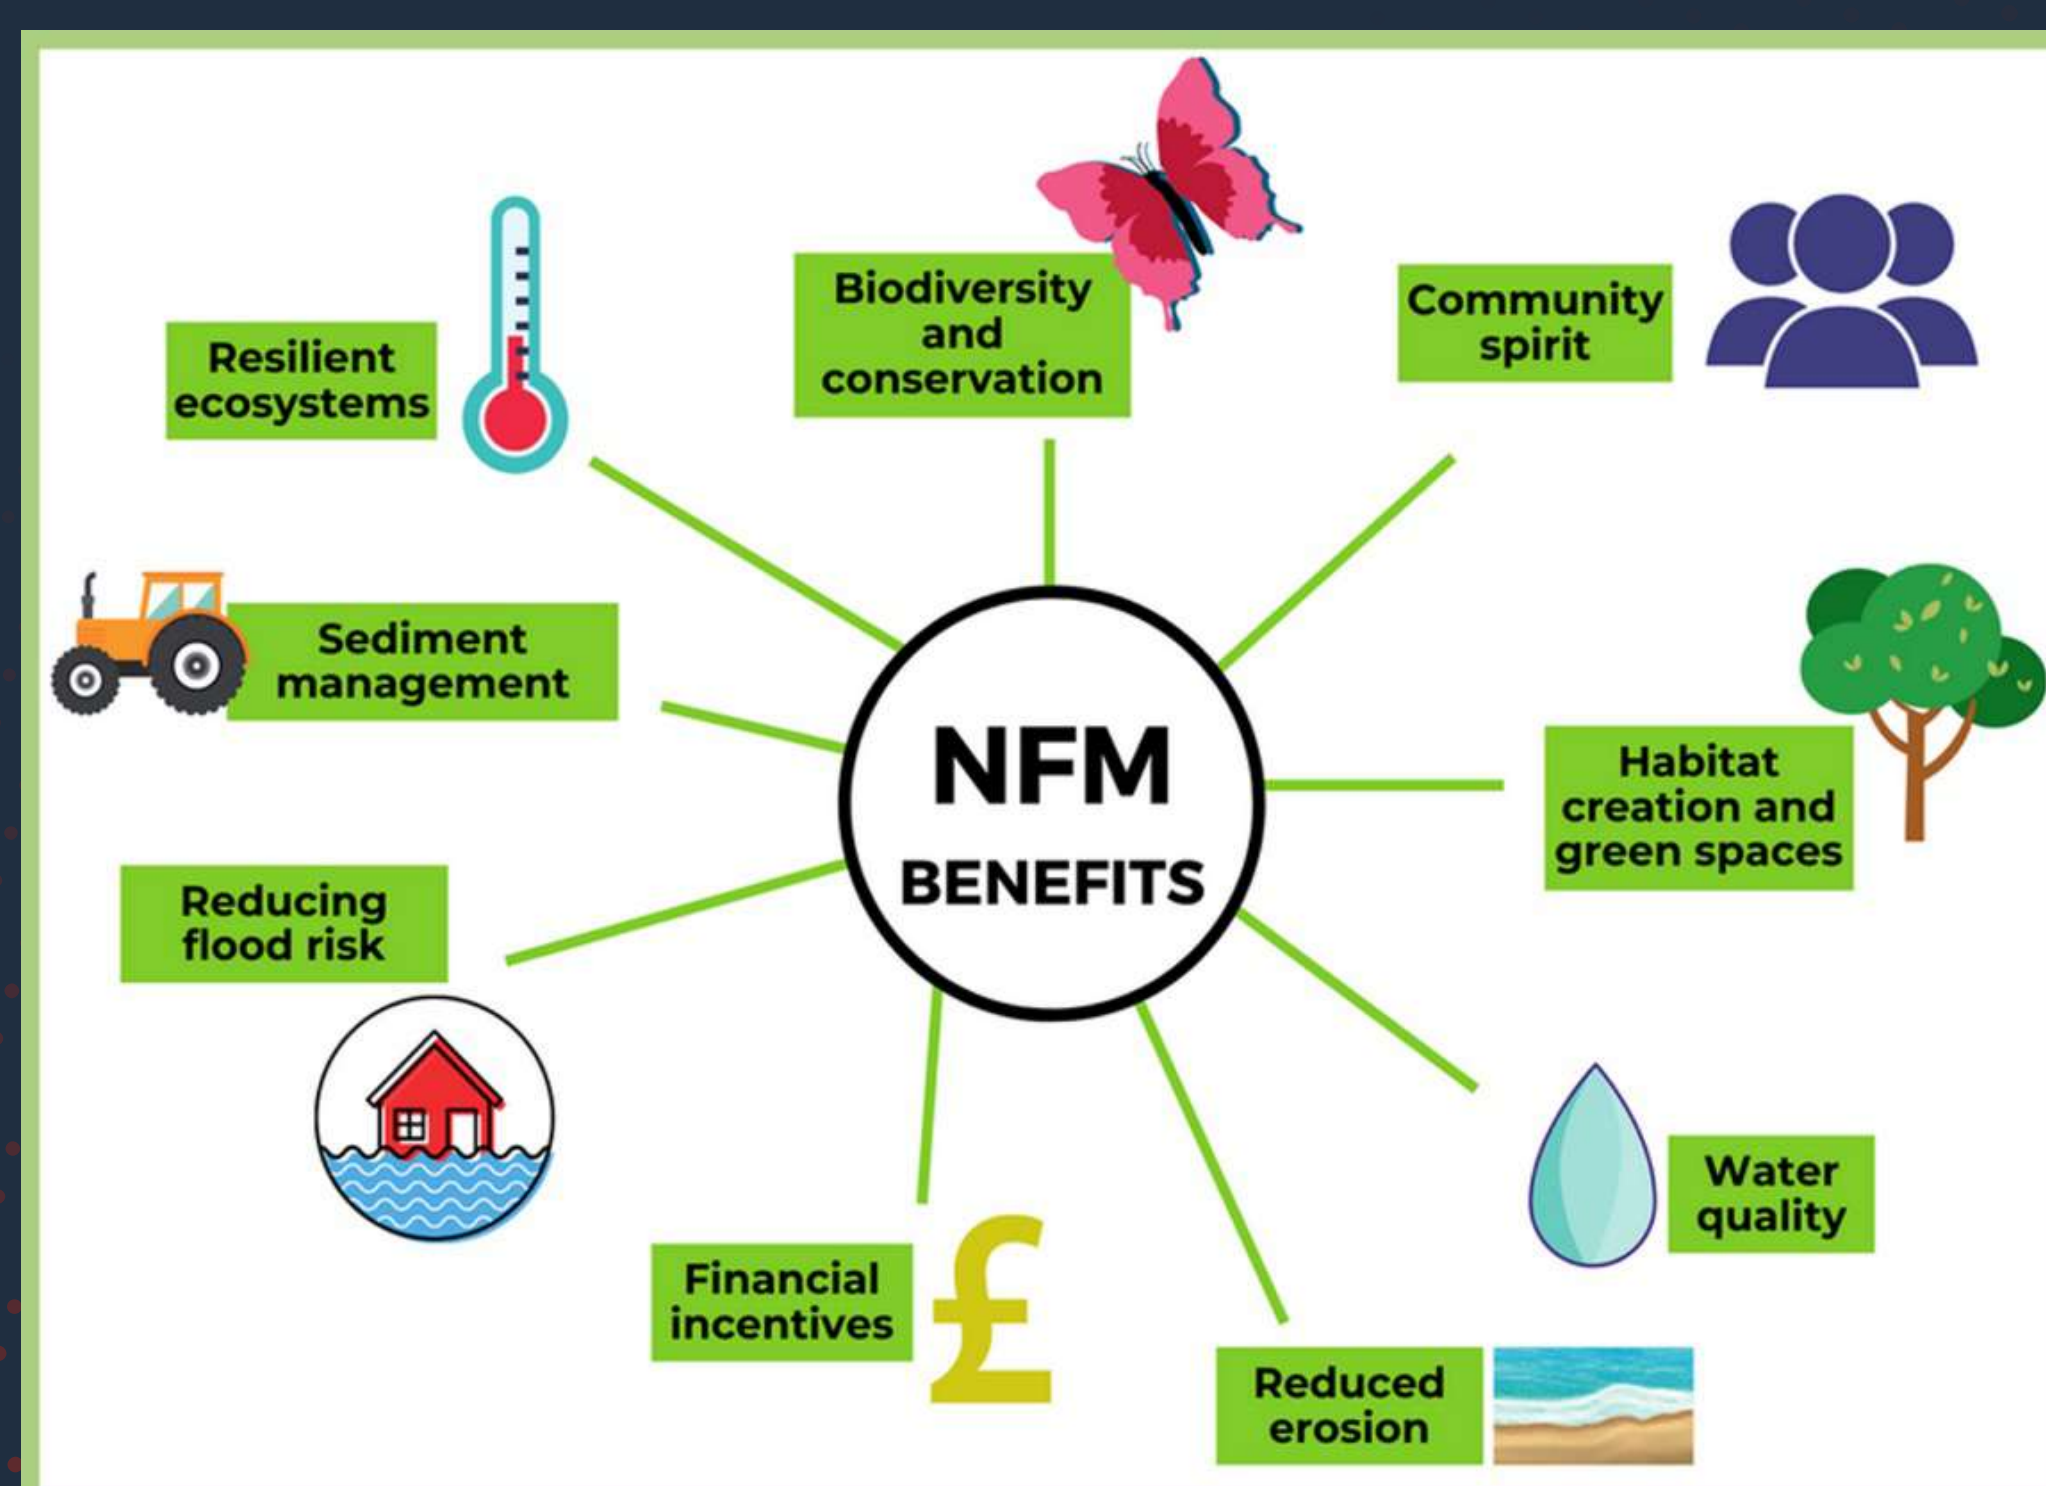 Biodiversity
and
conservation
Community
spirit
Resilient
ecosystems
Sediment
management
NFM
BENEFITS
Habitat
creation and
green spaces
Reducing
flood risk
Water
quality
Financial
incentives
£
Reduced
erosion